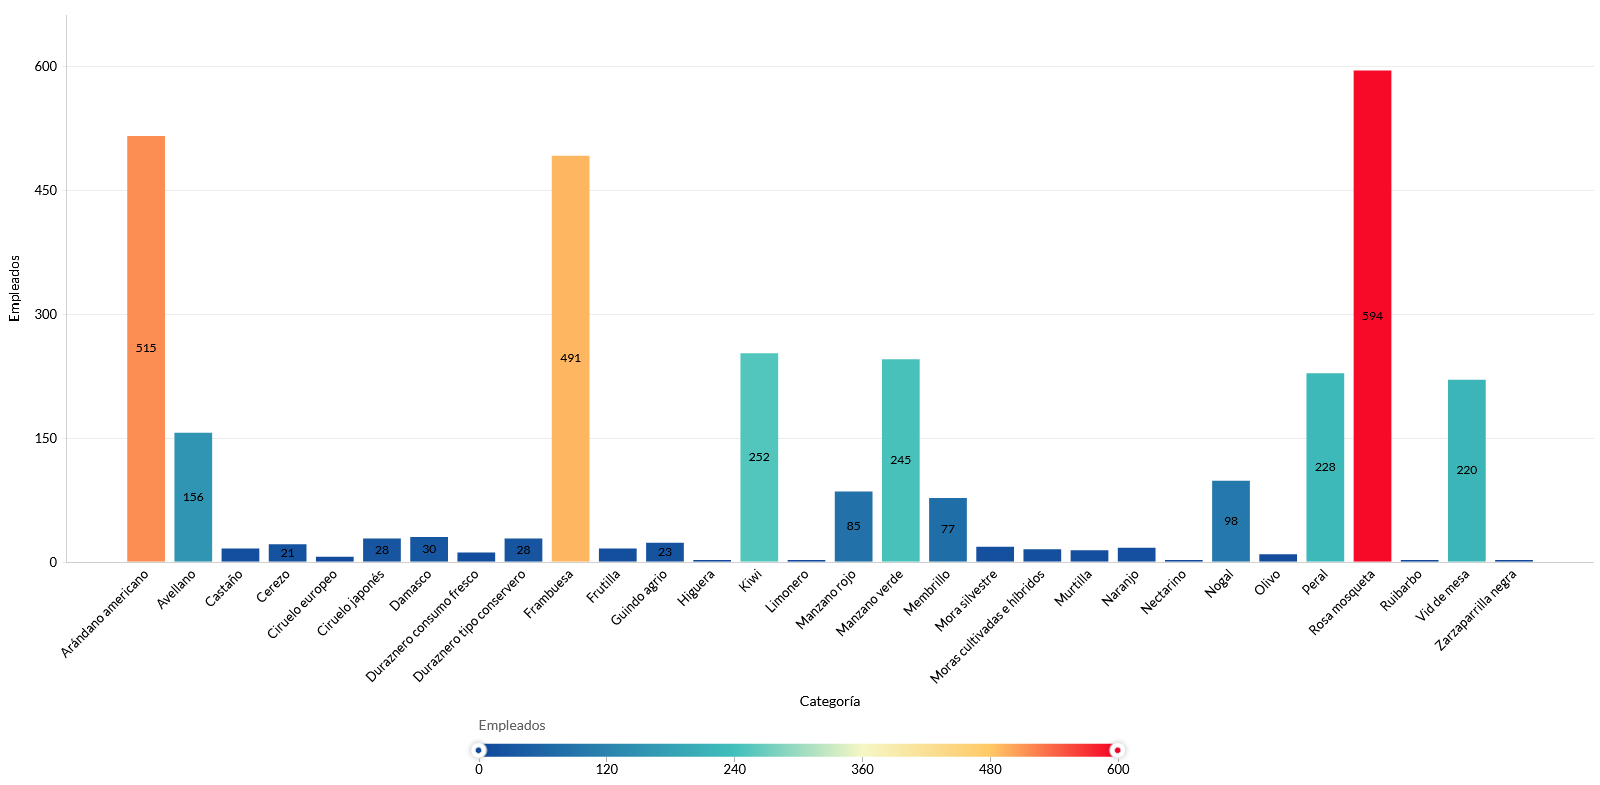 600
450
300
150
0
Empleados
515
156
21
28
30
28
491
23
252
85
245
77
98
228
594
220
Arándano americano
Avellano
Castaño
Cerezo
Ciruelo europeo
Ciruelo japonés
Damasco
Duraznero consumo fresco
Duraznero tipo conservero
Frambuesa
Frutilla
Guindo agrio
Higuera
Kiwi
Limonero
Manzano rojo
Manzano verde
Membrillo
Mora silvestre
Moras cultivadas e híbridos
Murtilla
Naranjo
Nectarino
Nogal
Olivo
Peral
Rosa mosqueta
Ruibarbo
Vid de mesa
Zarzaparrilla negra
Categoría
Empleados
0 120 240 360 480 600